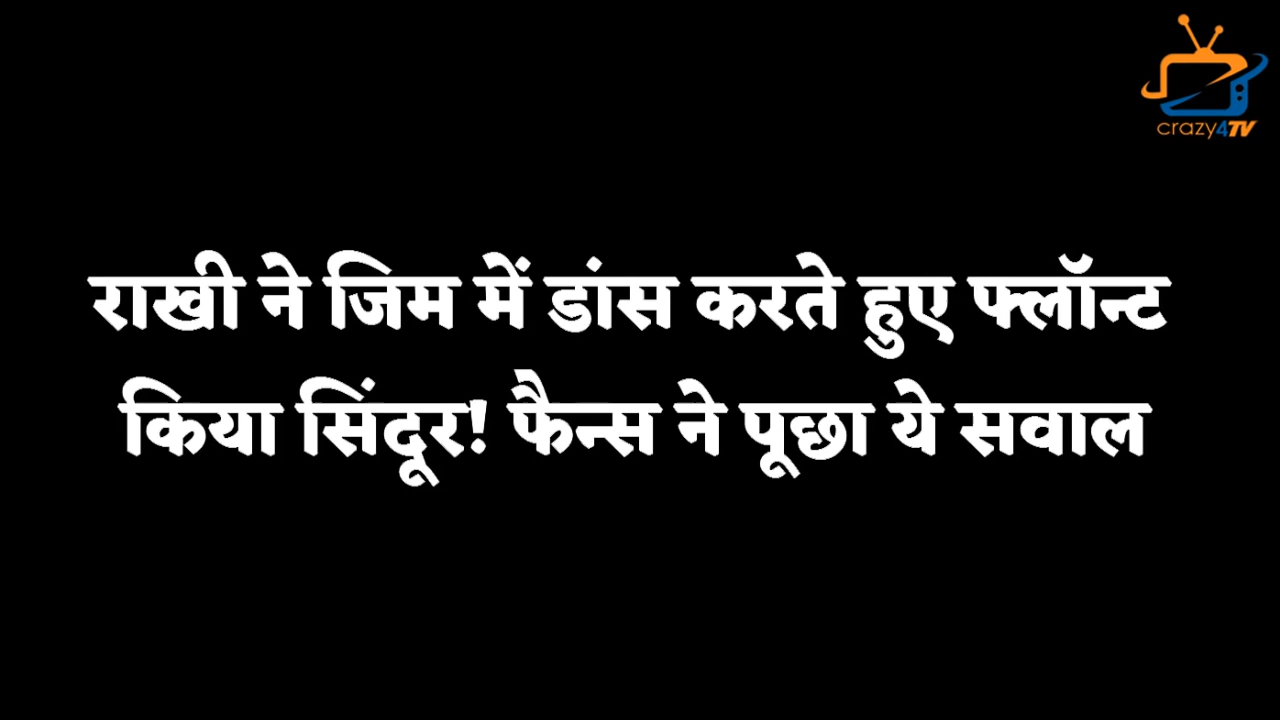 crazy4TV
राखी ने जिम में डांस करते हुए फ्लॉन्ट
किया सिंदूर! फैन्स ने पूछा ये सवाल